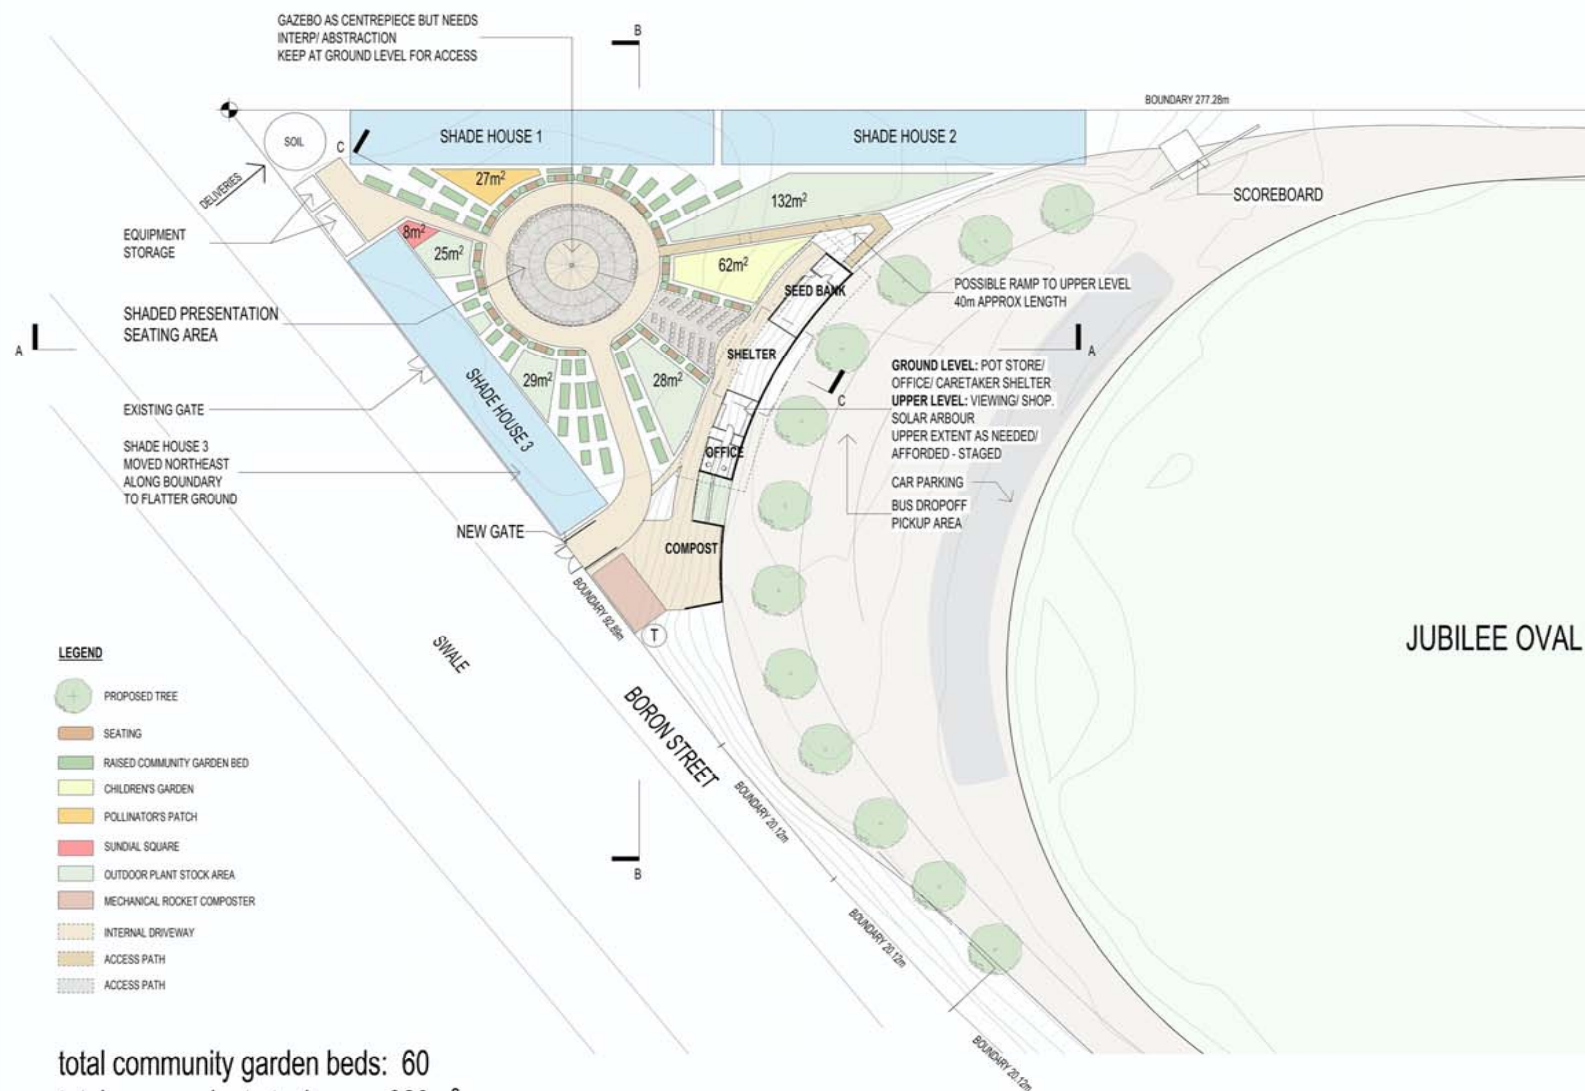 GAZEBO AS CENTREPIECE BUT NEEDS
INTERP/ ABSTRACTION
KEEP AT GROUND LEVEL FOR ACCESS
B
BOUNDARY 277.28m
SOIL
C
SHADE HOUSE 1
SHADE HOUSE 2
DELIVERIES
27m²
132m²
SCOREBOARD
EQUIPMENT
STORAGE
8m²
25m²
62m²
SEED BANK
POSSIBLE RAMP TO UPPER LEVEL
40m APPROX LENGTH
SHADED PRESENTATION
SEATING AREA
A
A
SHELTER
GROUND LEVEL: POT STORE/
OFFICE/ CARETAKER SHELTER
UPPER LEVEL: VIEWING/ SHOP.
SOLAR ARBOUR
UPPER EXTENT AS NEEDED/
AFFORDED - STAGED
C
29m²
28m²
EXISTING GATE
SHADE HOUSE 3
OFFICE
SHADE HOUSE 3
MOVED NORTHEAST
ALONG BOUNDARY
TO FLATTER GROUND
CAR PARKING
BUS DROPOFF
PICKUP AREA
NEW GATE
COMPOST
BOUNDARY 92.89m
T
JUBILEE OVAL
SWALE
BORON STREET
LEGEND
PROPOSED TREE
SEATING
RAISED COMMUNITY GARDEN BED
CHILDREN'S GARDEN
POLLINATOR'S PATCH
SUNDIAL SQUARE
OUTDOOR PLANT STOCK AREA
MECHANICAL ROCKET COMPOSTER
INTERNAL DRIVEWAY
ACCESS PATH
ACCESS PATH
BOUNDARY 20.12m
B
BOUNDARY 20.12m
BOUNDARY 20.12m
total community garden beds: 60